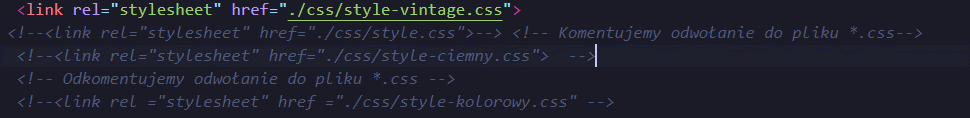 <link rel="stylesheet" href="./css/style-vintage.css">
<!--<link rel="stylesheet" href="./css/style.css">--> <!-- Komentujemy odwołanie do pliku *.css-->
<!--<link rel="stylesheet" href="./css/style-ciemny.css">  -->
<!-- Odkomentujemy odwołanie do pliku *.css -->
<!--<link rel ="stylesheet" href ="./css/style-kolorowy.css" -->